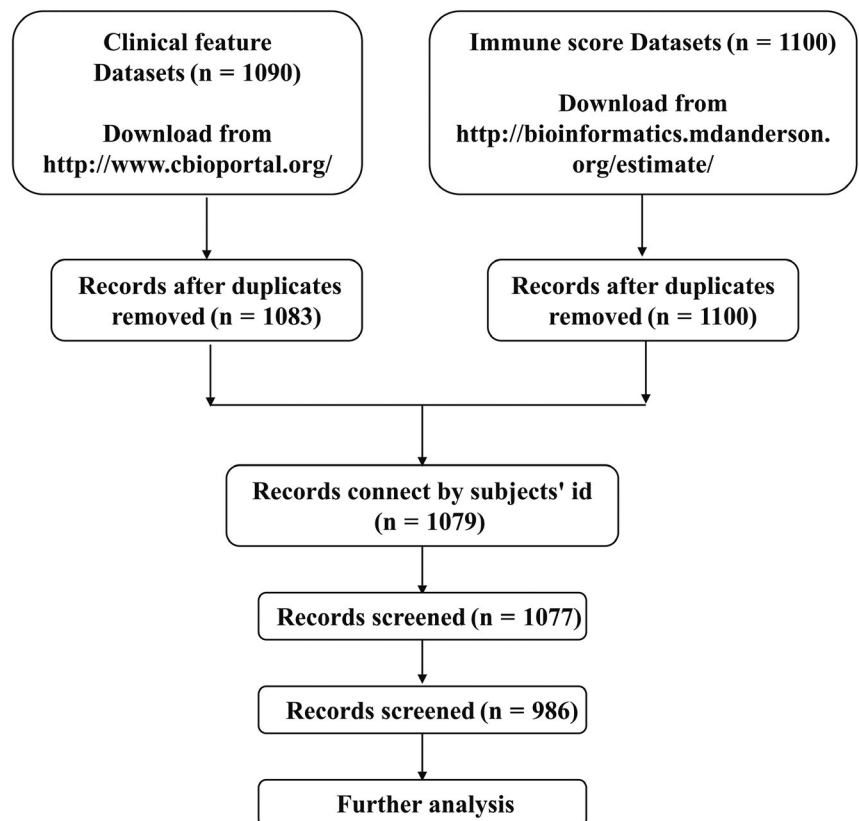 Clinical feature
Datasets (n = 1090)
Download from
http://www.cbioportal.org/
Immune score Datasets (n = 1100)
Download from
http://bioinformatics.mdanderson.
org/estimate/
Records after duplicates
removed (n = 1083)
Records after duplicates
removed (n = 1100)
Records connect by subjects' id
(n = 1079)
Records screened (n = 1077)
Records screened (n = 986)
Further analysis